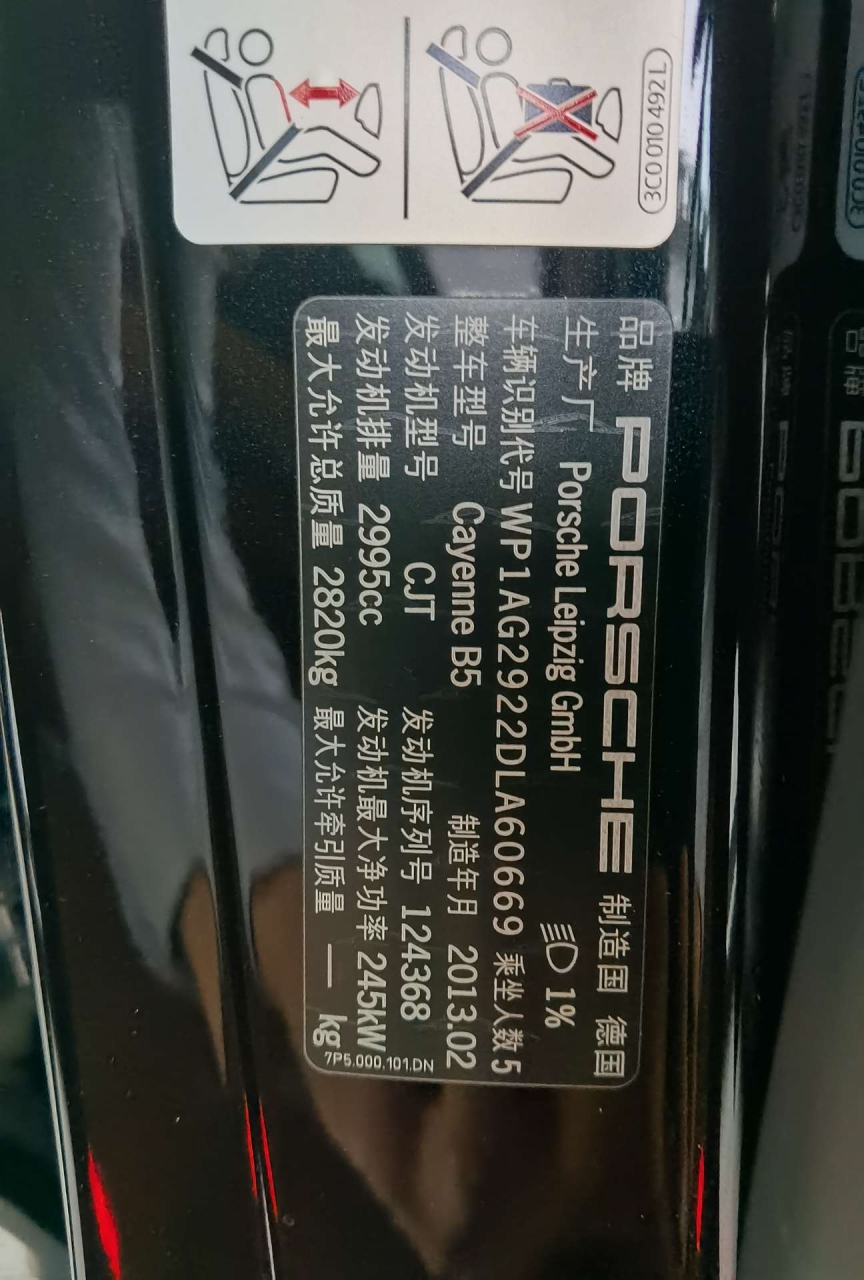 3C0 010 492 L
品牌 PORSCHE 制造国 德国
生产厂 Porsche Leipzig GmbH 1%
车辆识别代号 WP1AG2922DLA60669 乘坐人数 5
整车型号 Cayenne B5 制造年月 2013.02
发动机型号 CJT 发动机序列号 124368
发动机排量 2995cc 发动机最大净功率 245kW
最大允许总质量 2820kg 最大允许牵引质量 — kg
7P5.000.101.DN